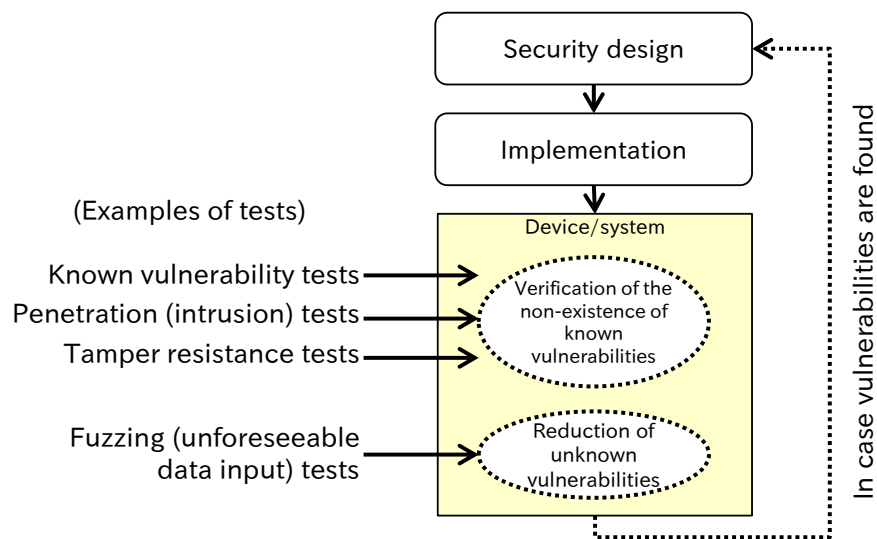 Security design
Implementation
(Examples of tests)
Device/system
Known vulnerability tests
Penetration (intrusion) tests
Tamper resistance tests
Verification of the
non-existence of
known
vulnerabilities
Fuzzing (unforeseeable
data input) tests
Reduction of
unknown
vulnerabilities
In case vulnerabilities are found